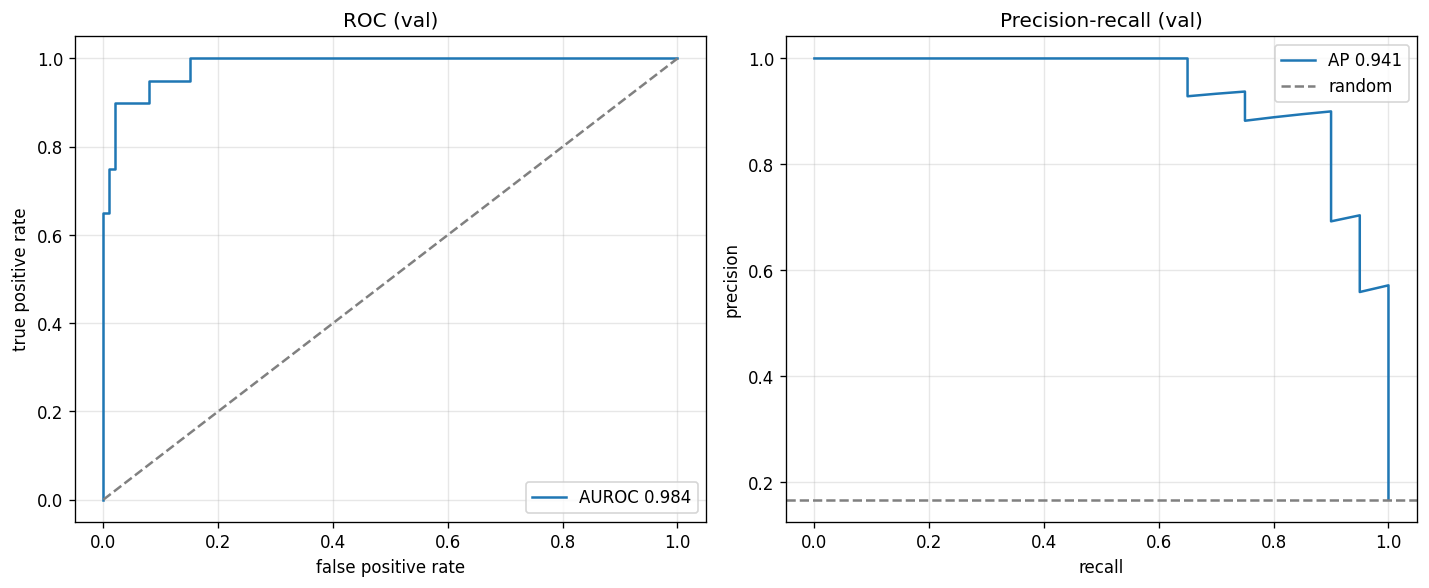 ROC (val)
1.0
0.8
0.6
0.4
0.2
0.0
true positive rate
AUROC 0.984
0.0 0.2 0.4 0.6 0.8 1.0
false positive rate
Precision-recall (val)
1.0
0.8
0.6
0.4
0.2
precision
AP 0.941
random
0.0 0.2 0.4 0.6 0.8 1.0
recall